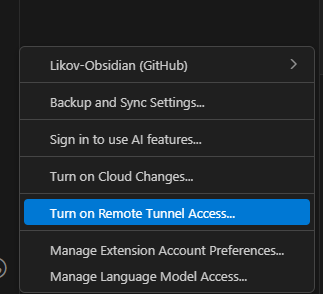 Likov-Obsidian (GitHub)
Backup and Sync Settings...
Sign in to use AI features...
Turn on Cloud Changes...
Turn on Remote Tunnel Access...
Manage Extension Account Preferences...
Manage Language Model Access...